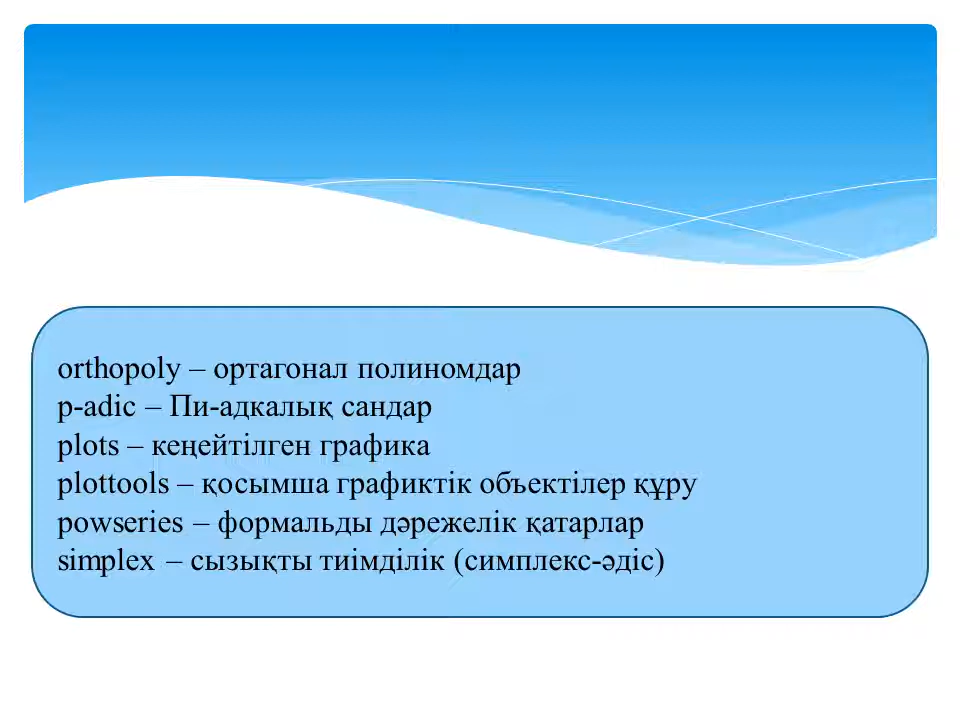 orthopoly – ортагонал полиномдар
p-adic – Пи-адкалық сандар
plots – кеңейтілген графика
plottools – қосымша графиктік объектілер құру
powseries – формальды дәрежелік қатарлар
simplex – сызықты тиімділік (симплекс-әдіс)